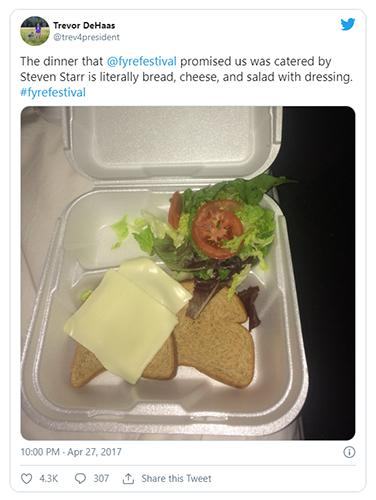 Trevor DeHaas
@trev4president
The dinner that @fyrefestival promised us was catered by
Steven Starr is literally bread, cheese, and salad with dressing.
#fyrefestival
10:00 PM · Apr 27, 2017
4.3K 307 Share this Tweet